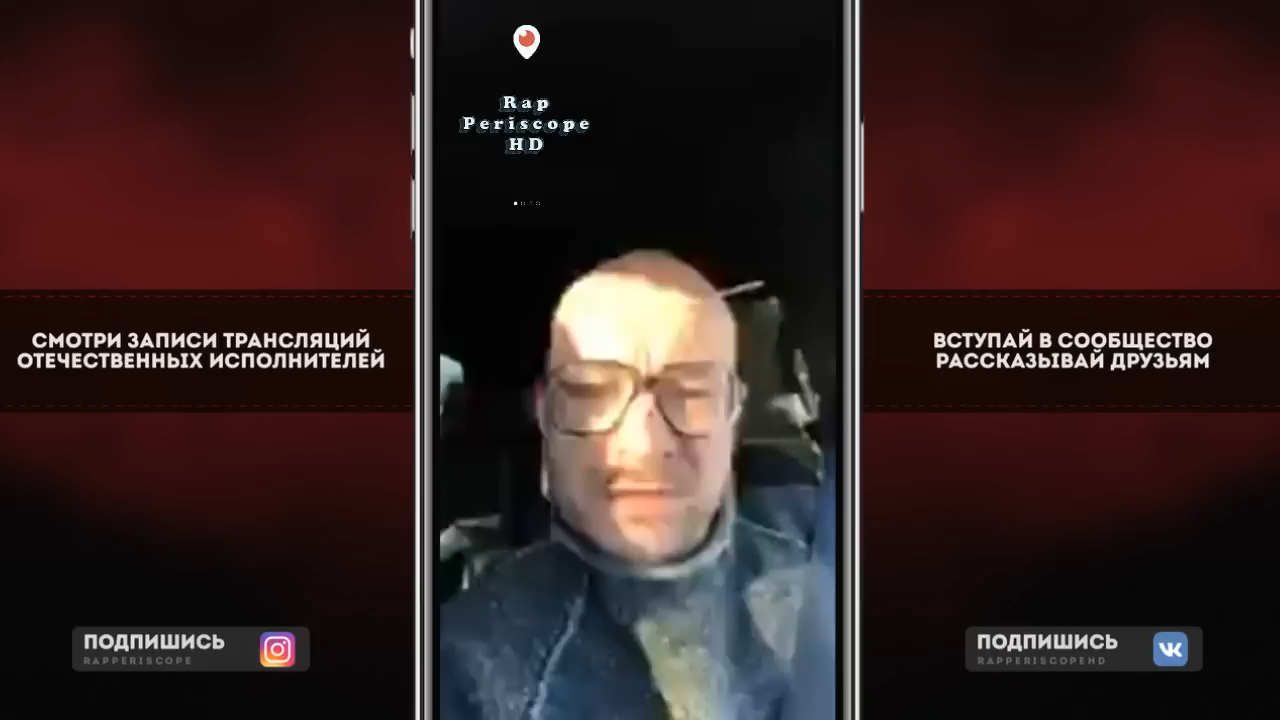 Rap
Periscope
HD
СМОТРИ ЗАПИСИ ТРАНСЛЯЦИЙ
ОТЕЧЕСТВЕННЫХ ИСПОЛНИТЕЛЕЙ
ВСТУПАЙ В СООБЩЕСТВО
РАССКАЗЫВАЙ ДРУЗЬЯМ
ПОДПИШИСЬ
RAPPERISCOPE
ПОДПИШИСЬ
RAPPERISCOPEHD